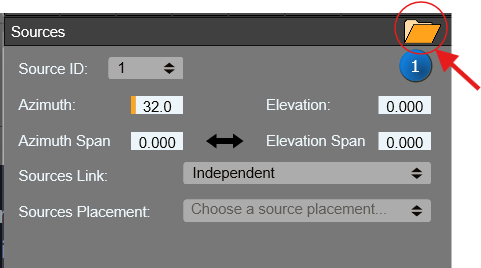 Sources
Source ID: 1
1
Azimuth: 32.0 Elevation: 0.000
Azimuth Span 0.000 Elevation Span 0.000
Sources Link: Independent
Sources Placement: Choose a source placement...